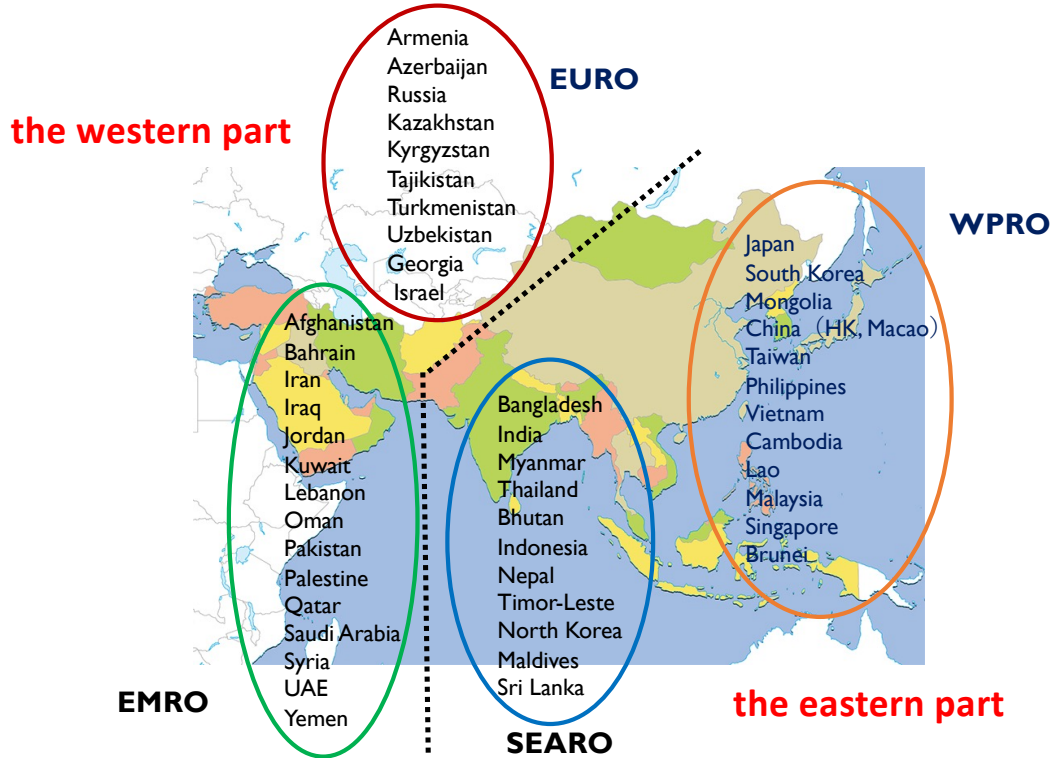 Armenia
Azerbaijan
Russia
Kazakhstan
Kyrgyzstan
Tajikistan
Turkmenistan
Uzbekistan
Georgia
Israel
EURO
the western part
WPRO
Japan
South Korea
Mongolia
China（HK, Macao）
Taiwan
Philippines
Vietnam
Cambodia
Lao
Malaysia
Singapore
Brunei
Afghanistan
Bahrain
Iran
Iraq
Jordan
Kuwait
Lebanon
Oman
Pakistan
Palestine
Qatar
Saudi Arabia
Syria
UAE
Yemen
EMRO
Bangladesh
India
Myanmar
Thailand
Bhutan
Indonesia
Nepal
Timor-Leste
North Korea
Maldives
Sri Lanka
SEARO
the eastern part